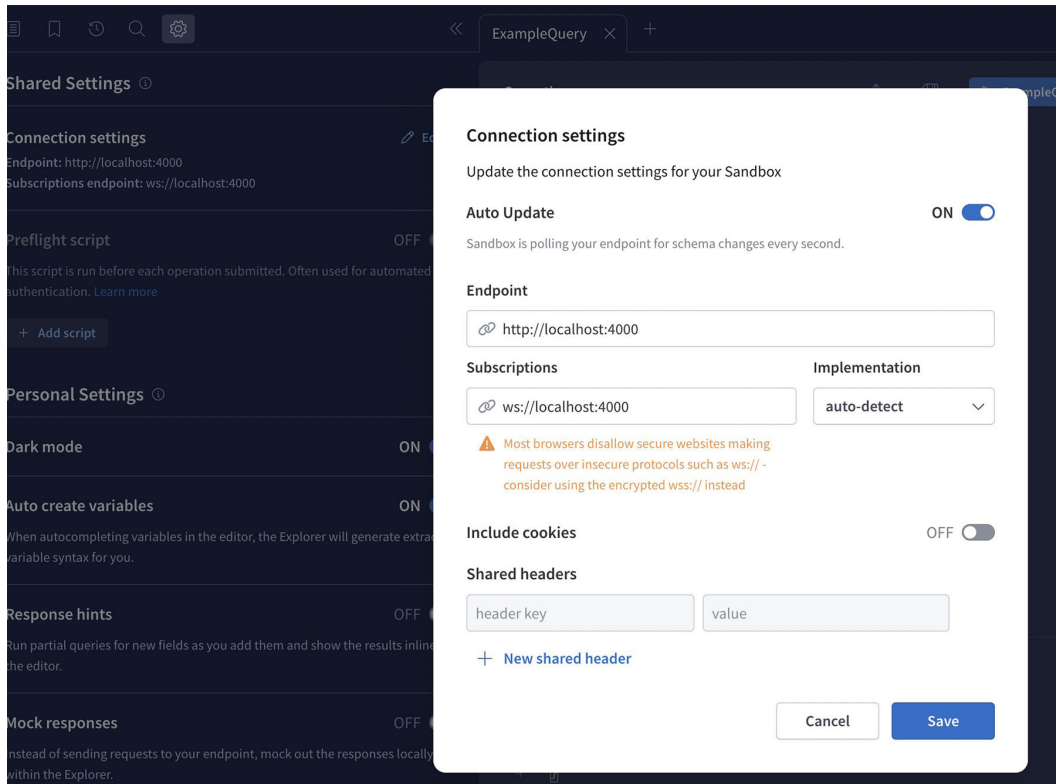 ExampleQuery
Shared Settings
Connection settings
Endpoint: http://localhost:4000
Subscriptions endpoint: ws://localhost:4000
Preflight script OFF
This script is run before each operation submitted. Often used for automated
authentication. Learn more
+ Add script
Personal Settings
Dark mode ON
Auto create variables ON
When autocompleting variables in the editor, the Explorer will generate
variable syntax for you.
Response hints OFF
Run partial queries for new fields as you add them and show the results inline
the editor.
Mock responses OFF
Instead of sending requests to your endpoint, mock out the responses locally
within the Explorer.
Connection settings
Update the connection settings for your Sandbox
Auto Update ON
Sandbox is polling your endpoint for schema changes every second.
Endpoint
http://localhost:4000
Subscriptions Implementation
ws://localhost:4000 auto-detect
Most browsers disallow secure websites making
requests over insecure protocols such as ws:// -
consider using the encrypted wss:// instead
Include cookies OFF
Shared headers
header key value
+ New shared header
Cancel Save